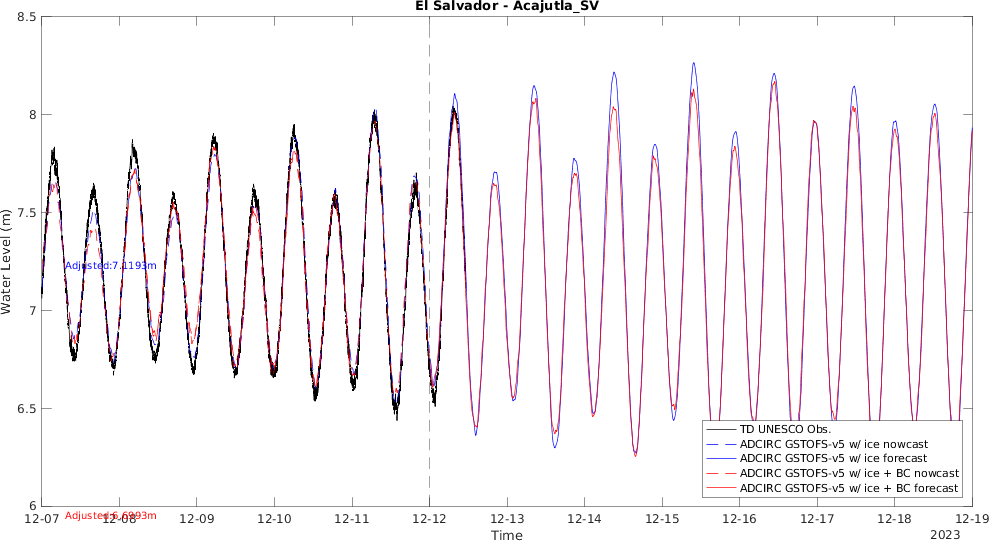 El Salvador - Acajutla_SV
Water Level (m)
8.5
8
7.5
7
6.5
6
Adjusted:7.1193m
Adjusted:6.6993m
TD UNESCO Obs.
ADCIRC GSTOFS-v5 w/ ice nowcast
ADCIRC GSTOFS-v5 w/ ice forecast
ADCIRC GSTOFS-v5 w/ ice + BC nowcast
ADCIRC GSTOFS-v5 w/ ice + BC forecast
12-07 12-08 12-09 12-10 12-11 12-12 12-13 12-14 12-15 12-16 12-17 12-18 12-19
Time
2023